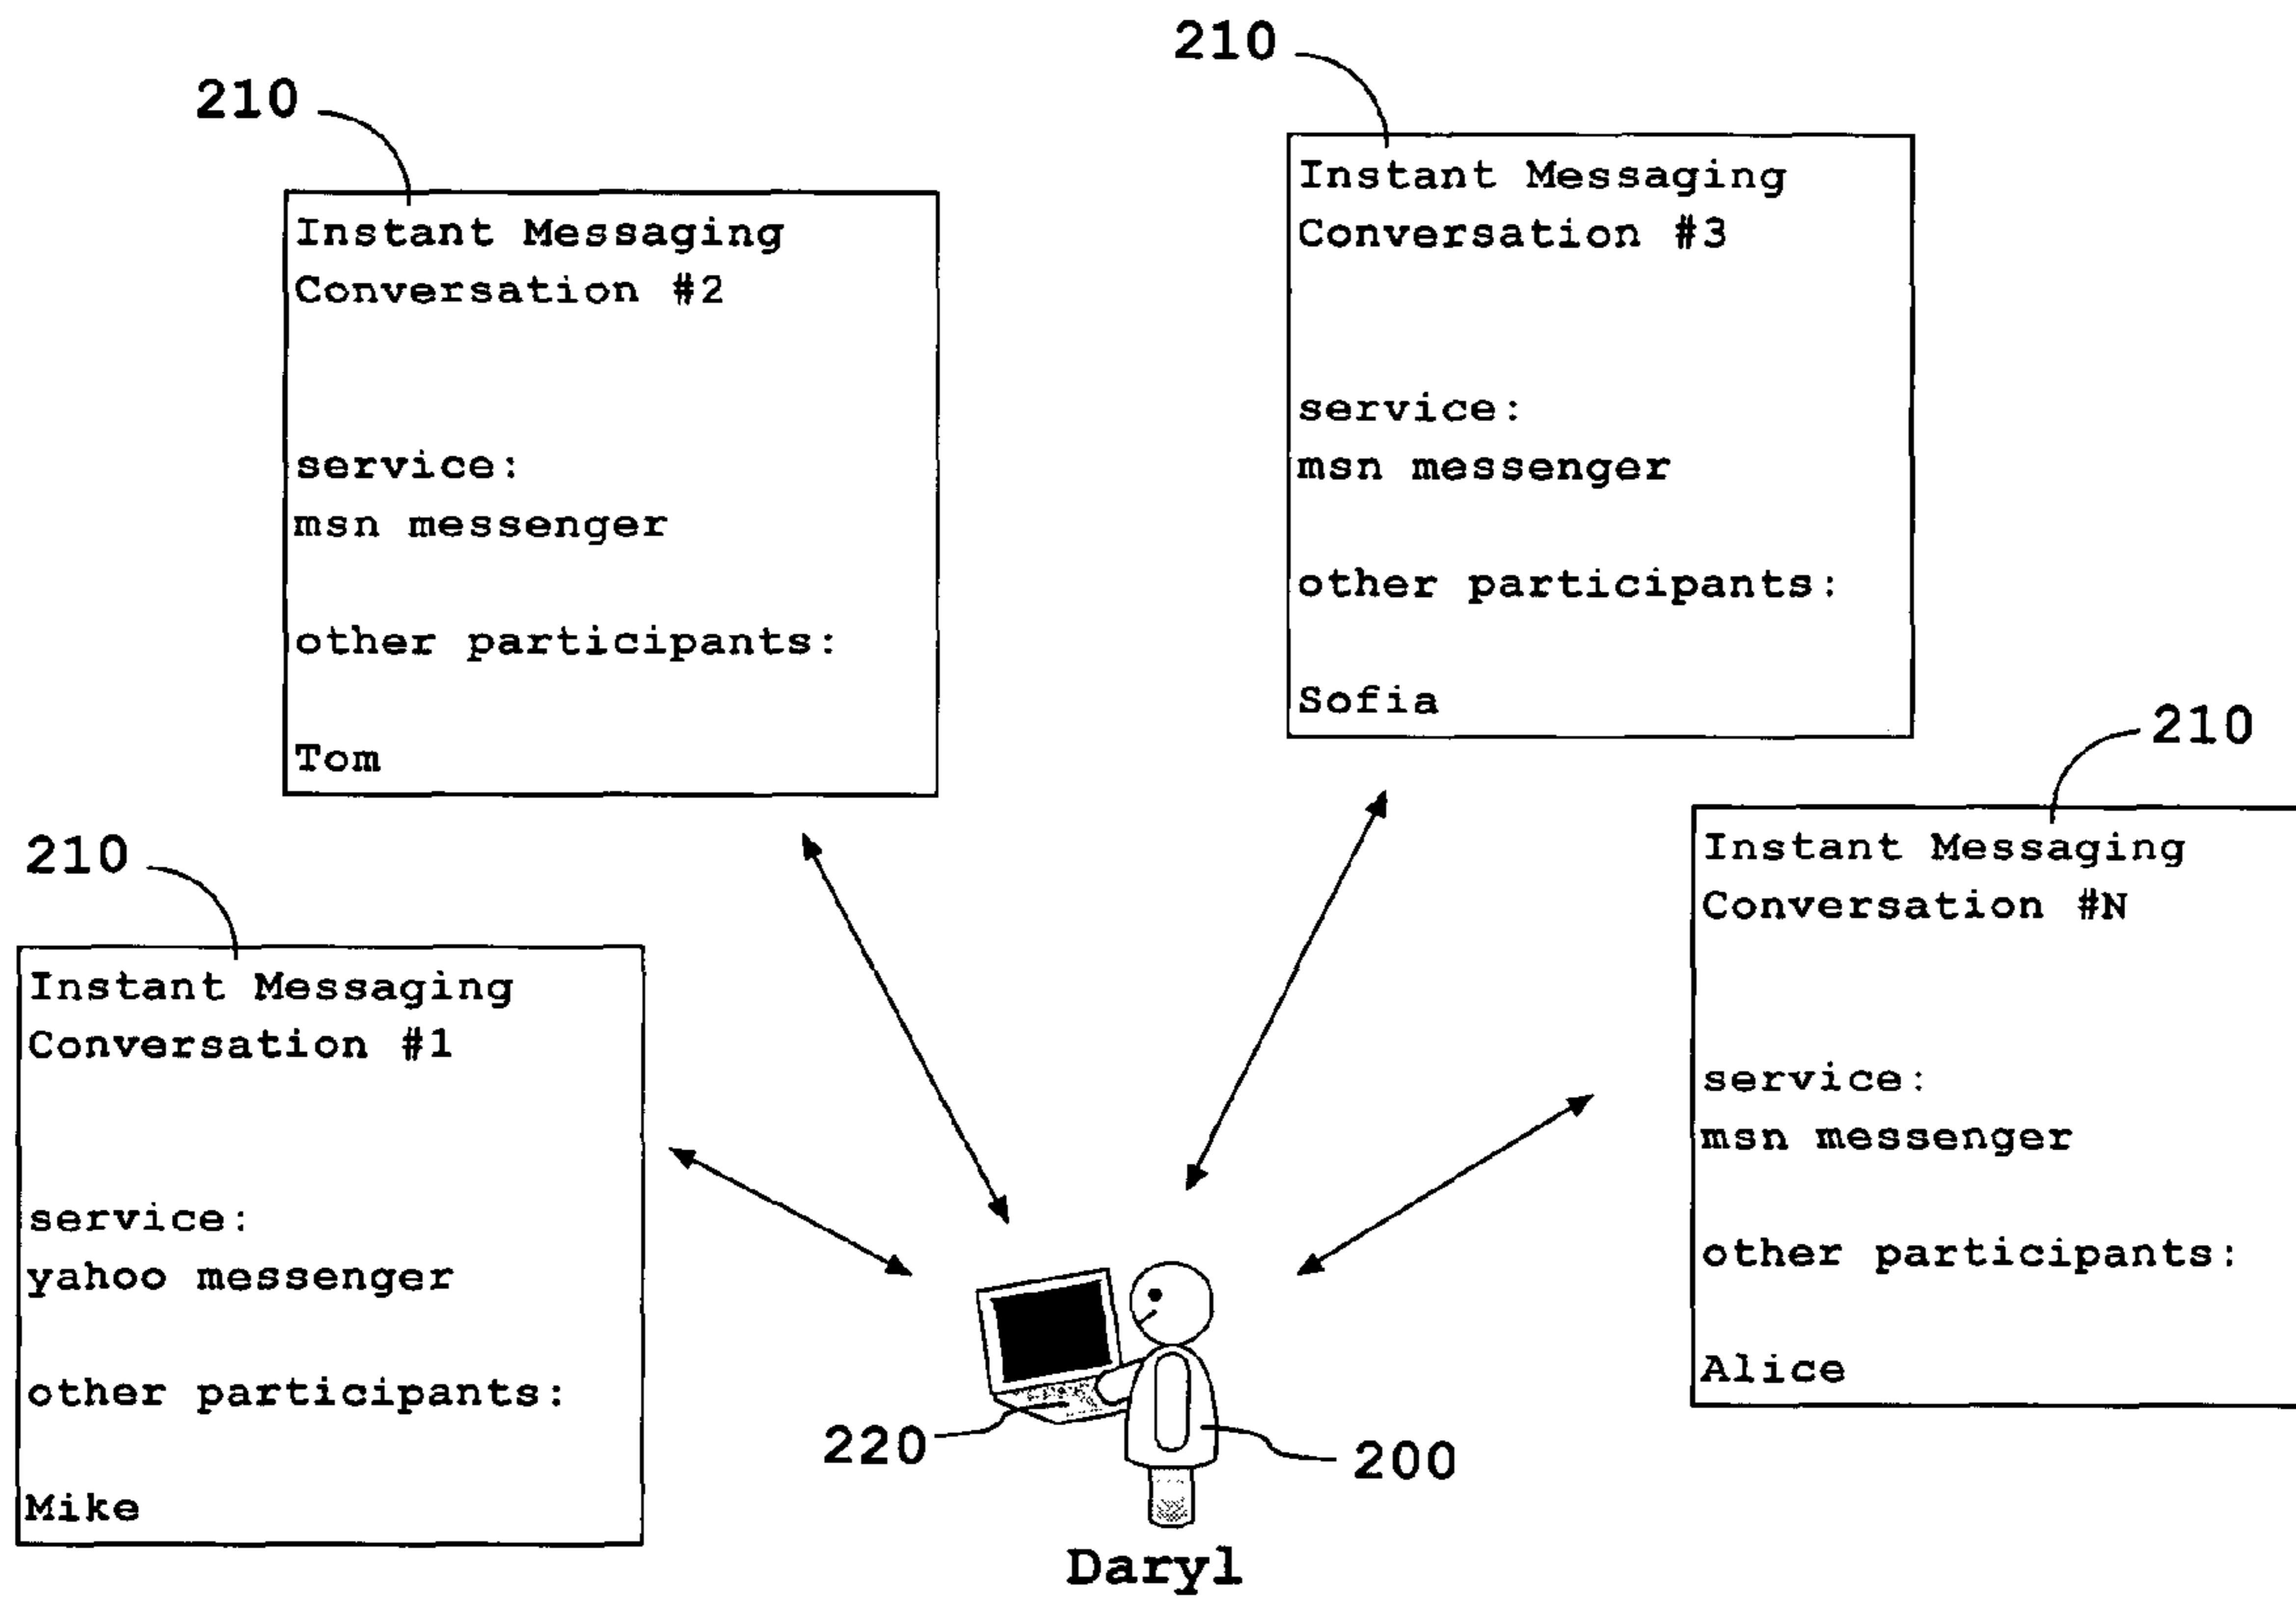 210
Instant Messaging
Conversation #2
service:
msn messenger
other participants:
Tom
210
Instant Messaging
Conversation #3
service:
msn messenger
other participants:
Sofia
210
Instant Messaging
Conversation #1
service:
yahoo messenger
other participants:
Mike
210
Instant Messaging
Conversation #N
service:
msn messenger
other participants:
Alice
220
200
Daryl